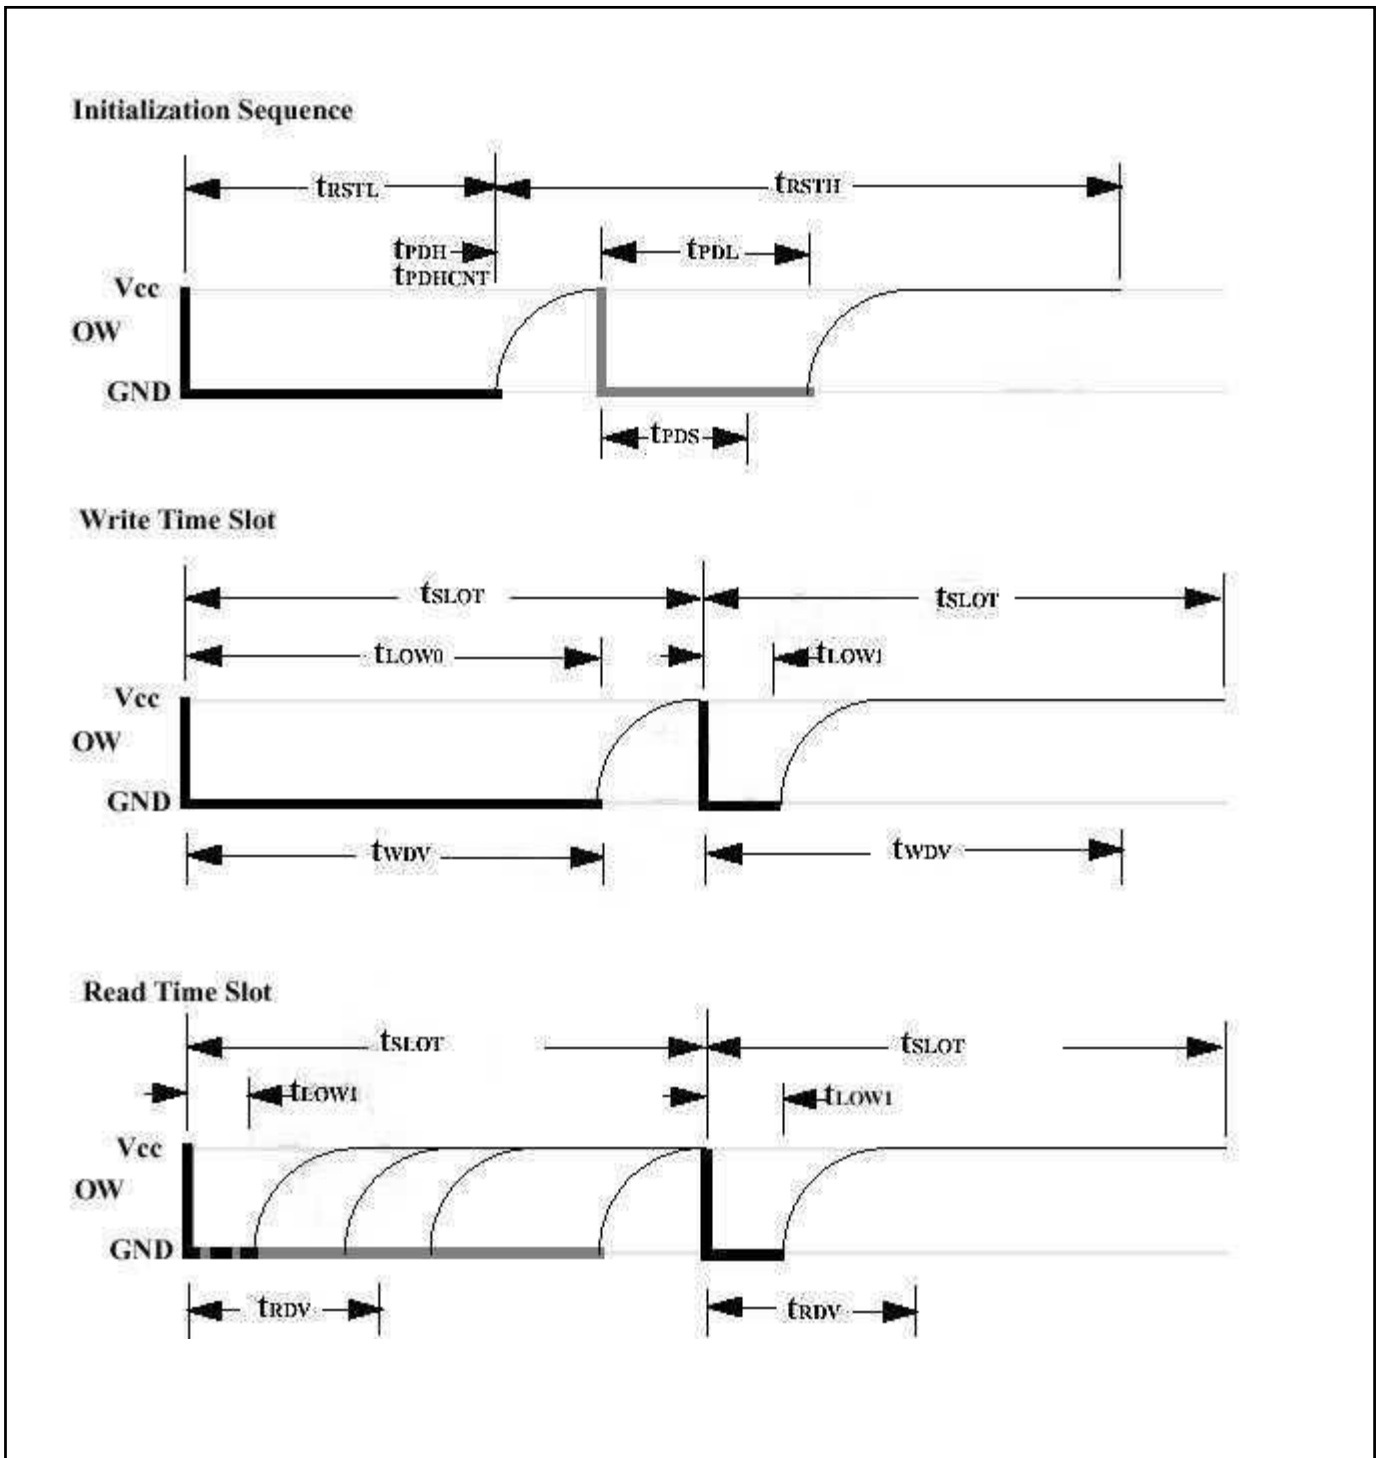 Initialization Sequence
tRSTL tRSTH
tPDH tPDL
tPDHCNT
Vcc
OW
GND
tPDS
Write Time Slot
tSLOT tSLOT
tLOW0 tLOW1
Vcc
OW
GND
tWDV tWDV
Read Time Slot
tSLOT tSLOT
tLOW1 tLOW1
Vcc
OW
GND
tRDV tRDV